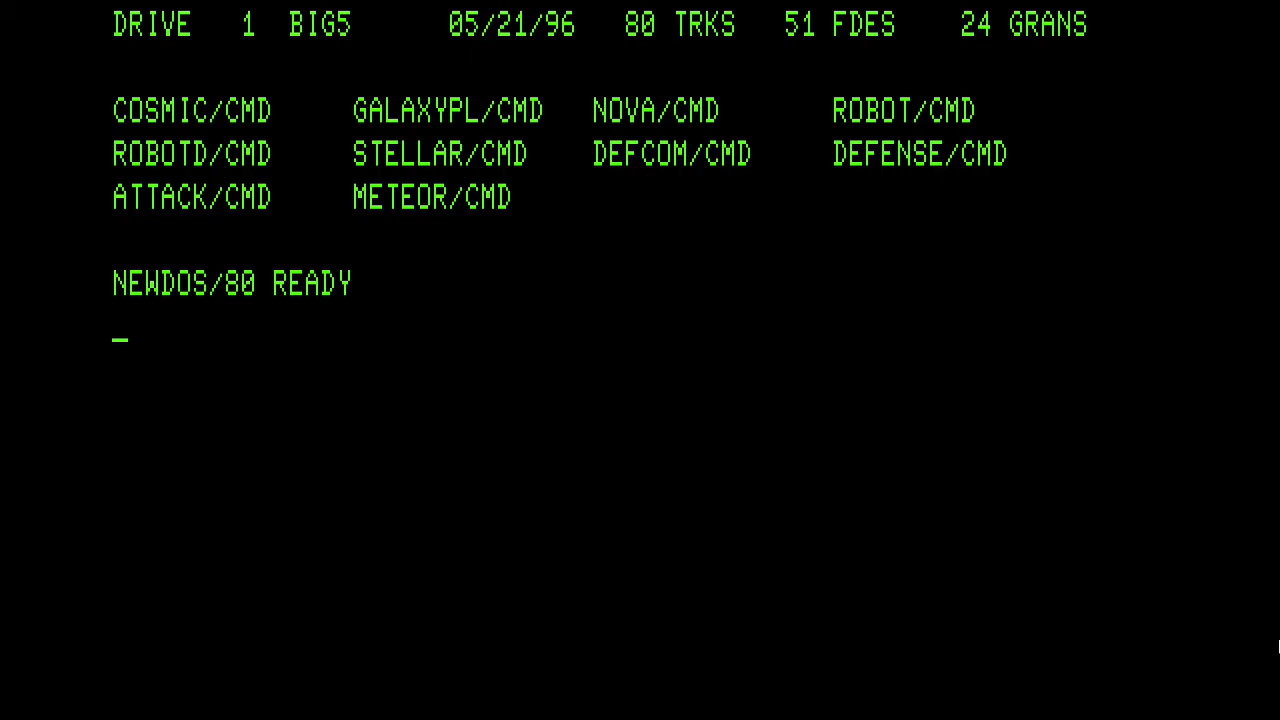 DRIVE 1 BIG5 05/21/96 80 TRKS 51 FDES 24 GRANS
COSMIC/CMD GALAXYPL/CMD NOVA/CMD ROBOT/CMD
ROBOTD/CMD STELLAR/CMD DEFCOM/CMD DEFENSE/CMD
ATTACK/CMD METEOR/CMD
NEWDOS/80 READY
_